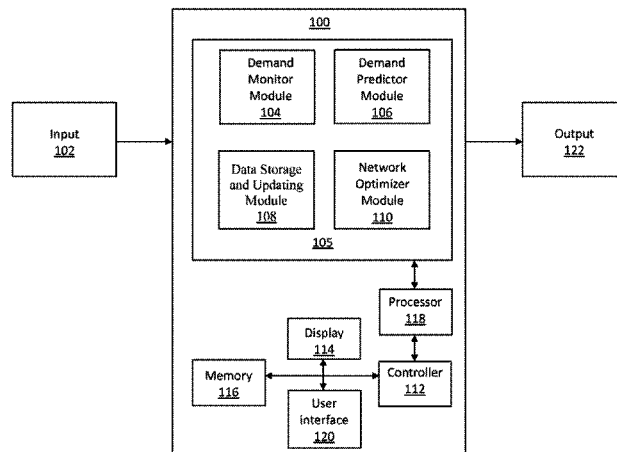 100
Demand
Monitor
Module
104
Demand
Predictor
Module
106
Input
102
Output
122
Data Storage
and Updating
Module
108
Network
Optimizer
Module
110
105
Processor
118
Display
114
Memory
116
Controller
112
User
interface
120